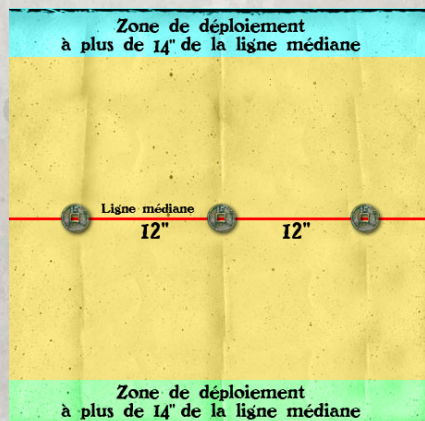 Zone de déploiement
à plus de 14" de la ligne médiane
Ligne médiane
12" 12"
Zone de déploiement
à plus de 14" de la ligne médiane